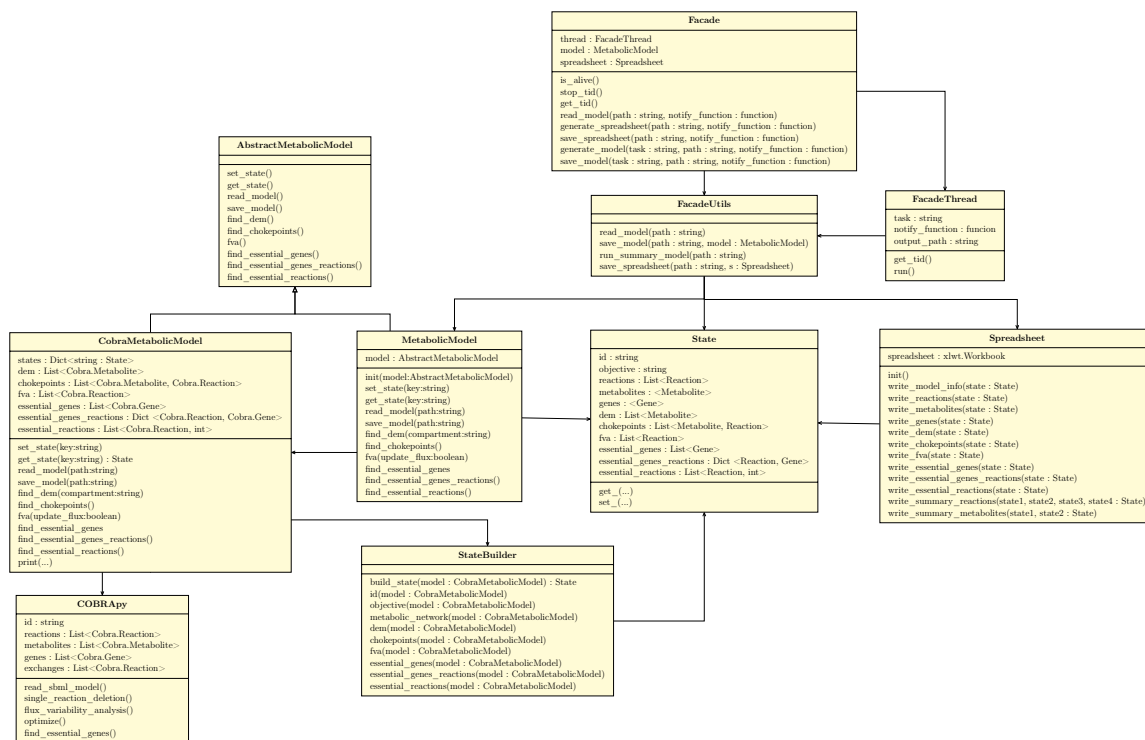 Facade
thread : FacadeThread
model : MetabolicModel
spreadsheet : Spreadsheet
is_alive()
stop_tid()
get_tid()
read_model(path : string, notify_function : function)
generate_spreadsheet(path : string, notify_function : function)
save_spreadsheet(path : string, notify_function : function)
generate_model(task : string, path : string, notify_function : function)
save_model(task : string, path : string, notify_function : function)
AbstractMetabolicModel
set_state()
get_state()
read_model()
save_model()
find_dem()
find_chokepoints()
fva()
find_essential_genes()
find_essential_genes_reactions()
find_essential_reactions()
FacadeUtils
read_model(path : string)
save_model(path : string, model : MetabolicModel)
run_summary_model(path : string)
save_spreadsheet(path : string, s : Spreadsheet)
FacadeThread
task : string
notify_function : funcion
output_path : string
get_tid()
run()
CobraMetabolicModel
states : Dict<string : State>
dem : List<Cobra.Metabolite>
chokepoints : List<Cobra.Metabolite, Cobra.Reaction>
fva : List<Cobra.Reaction>
essential_genes : List<Cobra.Gene>
essential_genes_reactions : Dict <Cobra.Reaction, Cobra.Gene>
essential_reactions : List<Cobra.Reaction, int>
set_state(key:string)
get_state(key:string) : State
read_model(path:string)
save_model(path:string)
find_dem(compartment:string)
find_chokepoints()
fva(update_flux:boolean)
find_essential_genes
find_essential_genes_reactions()
find_essential_reactions()
print(...)
MetabolicModel
model : AbstractMetabolicModel
init(model:AbstractMetabolicModel)
set_state(key:string)
get_state(key:string)
read_model(path:string)
save_model(path:string)
find_dem(compartment:string)
find_chokepoints()
fva(update_flux:boolean)
find_essential_genes
find_essential_genes_reactions()
find_essential_reactions()
State
id : string
objective : string
reactions : List<Reaction>
metabolites : <Metabolite>
genes : <Gene>
dem : List<Metabolite>
chokepoints : List<Metabolite, Reaction>
fva : List<Reaction>
essential_genes : List<Gene>
essential_genes_reactions : Dict <Reaction, Gene>
essential_reactions : List<Reaction, int>
get_(...)
set_(...)
Spreadsheet
spreadsheet : xlwt.Workbook
init()
write_model_info(state : State)
write_reactions(state : State)
write_metabolites(state : State)
write_genes(state : State)
write_dem(state : State)
write_chokepoints(state : State)
write_fva(state : State)
write_essential_genes(state : State)
write_essential_genes_reactions(state : State)
write_essential_reactions(state : State)
write_summary_reactions(state1, state2, state3, state4 : State)
write_summary_metabolites(state1, state2 : State)
StateBuilder
build_state(model : CobraMetabolicModel) : State
id(model : CobraMetabolicModel)
objective(model : CobraMetabolicModel)
metabolic_network(model : CobraMetabolicModel)
dem(model : CobraMetabolicModel)
chokepoints(model : CobraMetabolicModel)
fva(model : CobraMetabolicModel)
essential_genes(model : CobraMetabolicModel)
essential_genes_reactions(model : CobraMetabolicModel)
essential_reactions(model : CobraMetabolicModel)
COBRApy
id : string
reactions : List<Cobra.Reaction>
metabolites : List<Cobra.Metabolite>
genes : List<Cobra.Gene>
exchanges : List<Cobra.Reaction>
read_sbml_model()
single_reaction_deletion()
flux_variability_analysis()
optimize()
find_essential_genes()